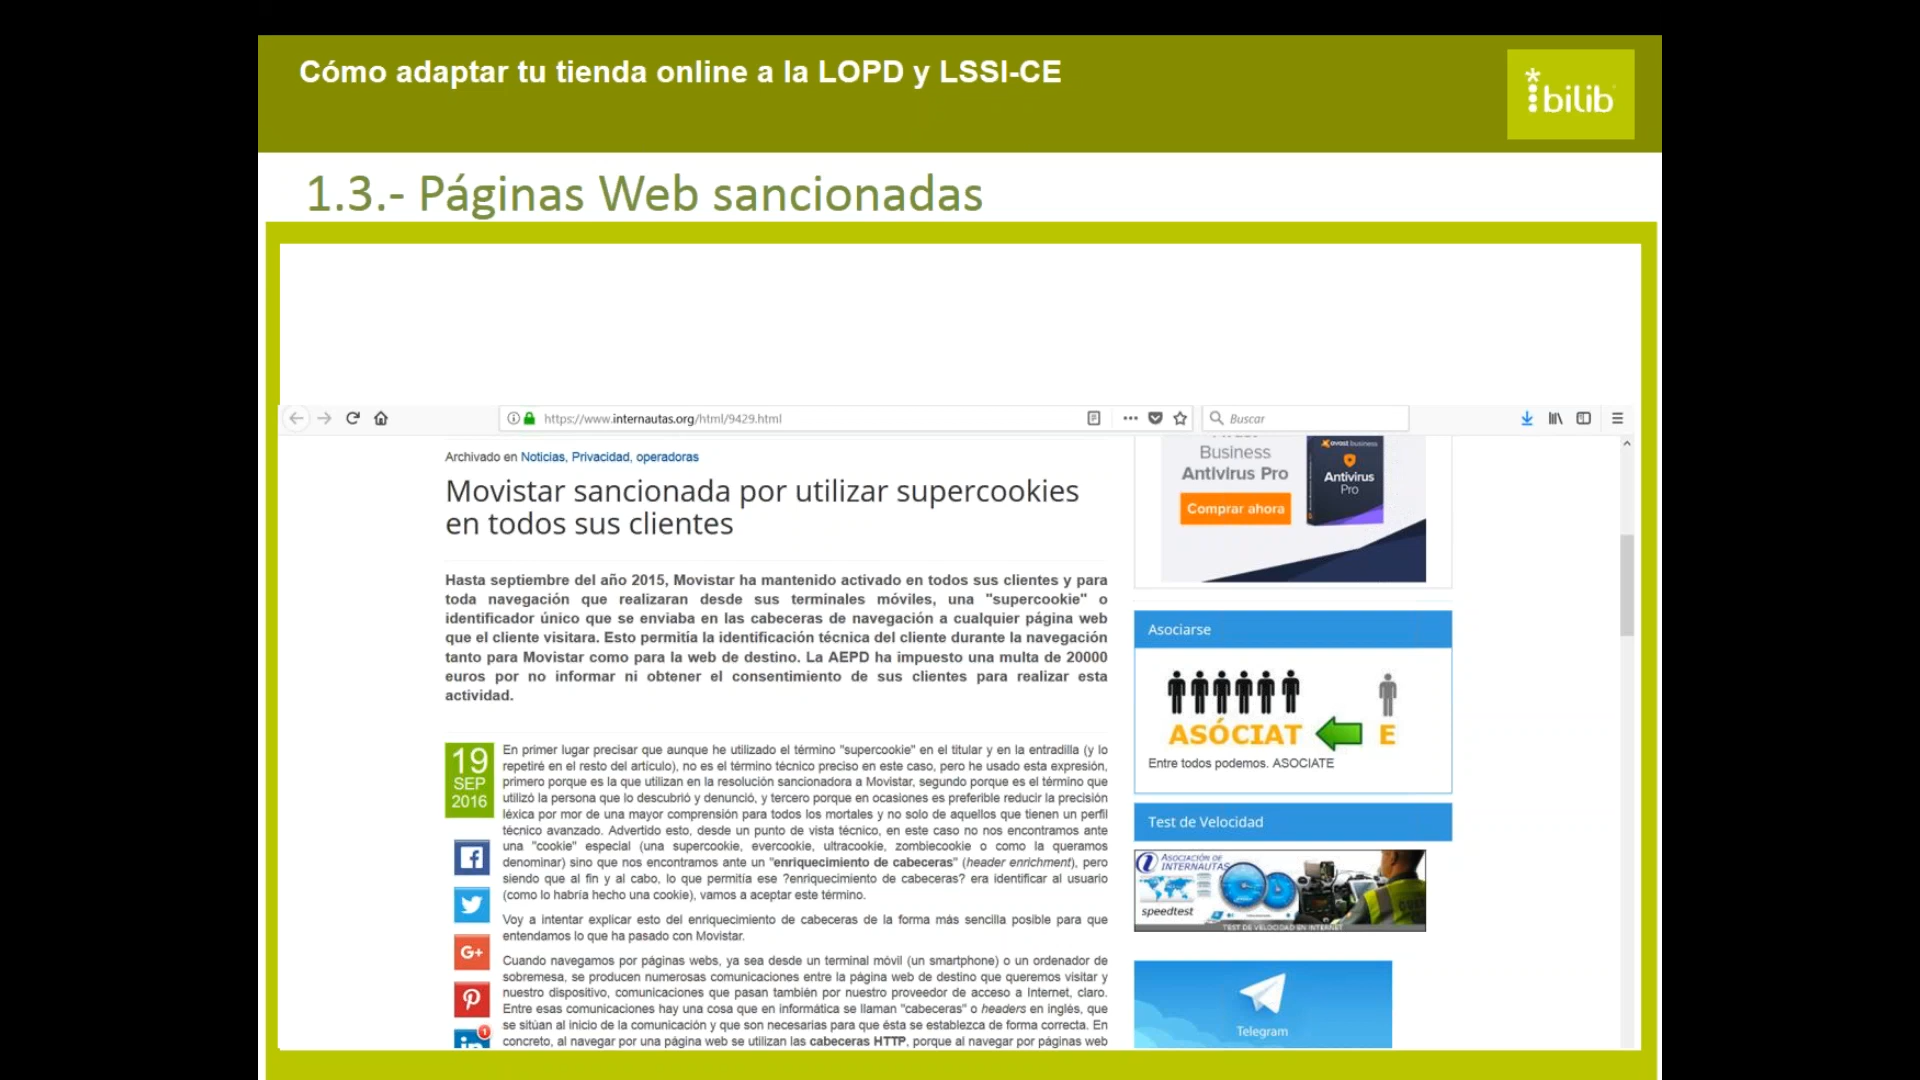 Cómo adaptar tu tienda online a la LOPD y LSSI-CE
bilib
1.3.- Páginas Web sancionadas
https://www.internautas.org/html/9429.html
Buscar
Archivado en Noticias, Privacidad, operadoras
Movistar sancionada por utilizar supercookies
en todos sus clientes
Hasta septiembre del año 2015, Movistar ha mantenido activado en todos sus clientes y para
toda navegación que realizaran desde sus terminales móviles, una "supercookie" o
identificador único que se enviaba en las cabeceras de navegación a cualquier página web
que el cliente visitara. Esto permitía la identificación técnica del cliente durante la navegación
tanto para Movistar como para la web de destino. La AEPD ha impuesto una multa de 20000
euros por no informar ni obtener el consentimiento de sus clientes para realizar esta
actividad.
19
SEP
2016
En primer lugar precisar que aunque he utilizado el término "supercookie" en el titular y en la entradilla (y lo
repetiré en el resto del artículo), no es el término técnico preciso en este caso, pero he usado esta expresión,
primero porque es la que utilizan en la resolución sancionadora a Movistar, segundo porque es el término que
utilizó la persona que lo descubrió y denunció, y tercero porque en ocasiones es preferible reducir la precisión
léxica por mor de una mayor comprensión para todos los mortales y no solo de aquellos que tienen un perfil
técnico avanzado. Advertido esto, desde un punto de vista técnico, en este caso no nos encontramos ante
una "cookie" especial (una supercookie, evercookie, ultracookie, zombiecookie o como la queramos
denominar) sino que nos encontramos ante un "enriquecimiento de cabeceras" (header enrichment), pero
siendo que al fin y al cabo, lo que permitía ese ?enriquecimiento de cabeceras? era identificar al usuario
(como lo habría hecho una cookie), vamos a aceptar este término.
Voy a intentar explicar esto del enriquecimiento de cabeceras de la forma más sencilla posible para que
entendamos lo que ha pasado con Movistar.
Cuando navegamos por páginas webs, ya sea desde un terminal móvil (un smartphone) o un ordenador de
sobremesa, se producen numerosas comunicaciones entre la página web de destino que queremos visitar y
nuestro dispositivo, comunicaciones que pasan también por nuestro proveedor de acceso a Internet, claro.
Entre esas comunicaciones hay una cosa que en informática se llaman "cabeceras" o headers en inglés, que
se sitúan al inicio de la comunicación y que son necesarias para que ésta se establezca de forma correcta. En
concreto, al navegar por una página web se utilizan las cabeceras HTTP, porque al navegar por páginas web
G+
in
1
Business
Antivirus Pro
Comprar ahora
avast business
Antivirus
Pro
Asociarse
ASÓCIAT E
Entre todos podemos. ASOCIATE
Test de Velocidad
ASOCIACIÓN DE
INTERNAUTAS
speedtest
TEST DE VELOCIDAD EN INTERNET
Telegram